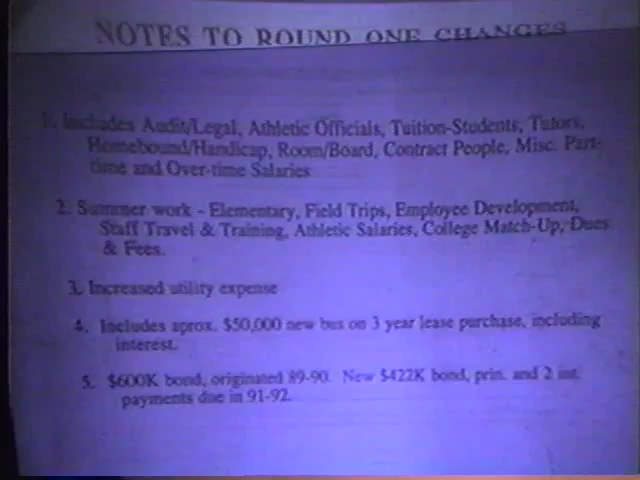 NOTES TO ROUND ONE CHANGES
1. Includes Audit/Legal, Athletic Officials, Tuition-Students, Tutors,
Homebound/Handicap, Room/Board, Contract People, Misc. Part-
time and Over-time Salaries
2. Summer work - Elementary, Field Trips, Employee Development,
Staff Travel & Training, Athletic Salaries, College Match-Up, Dues
& Fees.
3. Increased utility expense
4. Includes aprox. $50,000 new bus on 3 year lease purchase, including
interest.
5. $600K bond, originated 89-90. New $422K bond, prin. and 2 int.
payments due in 91-92.